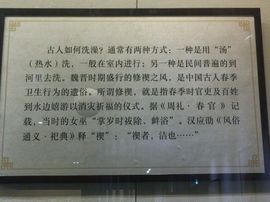 古人如何洗澡？通常有两种方式：一种是用“汤”
（热水）洗，一般在室内进行；另一种是民间普遍的到
河里去洗。魏晋时期盛行的修禊之风，是中国古人春季
卫生行为的遗俗。所谓修禊，就是指春季时官吏及百姓
到水边嬉游以消灾祈福的仪式。据《周礼·春官》记
载，当时的女巫“掌岁时祓除、衅浴”。汉应劭《风俗
通义·祀典》释“禊”：“禊者，洁也……”